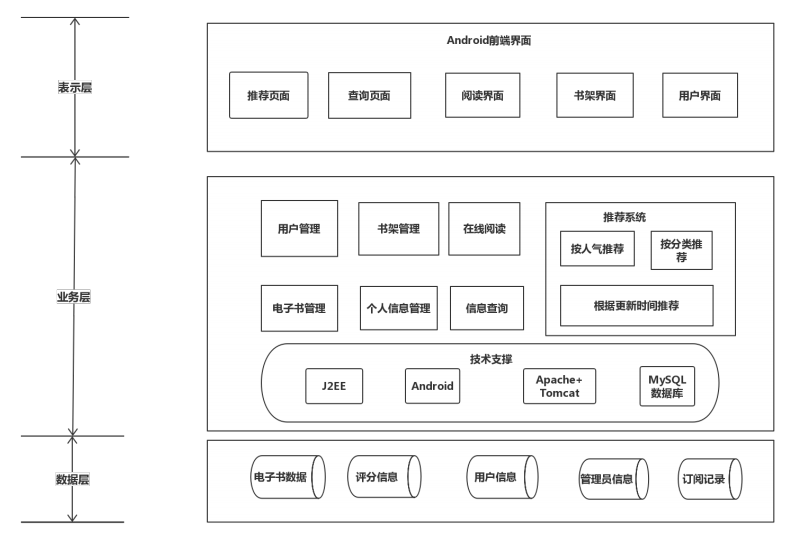 Android前端界面
表示层
推荐页面
查询页面
阅读界面
书架界面
用户界面
业务层
用户管理
书架管理
在线阅读
推荐系统
按人气推荐
按分类推
荐
电子书管理
个人信息管理
信息查询
根据更新时间推荐
技术支撑
J2EE
Android
Apache+
Tomcat
MySQL
数据库
数据层
电子书数据
评分信息
用户信息
管理员信息
订阅记录